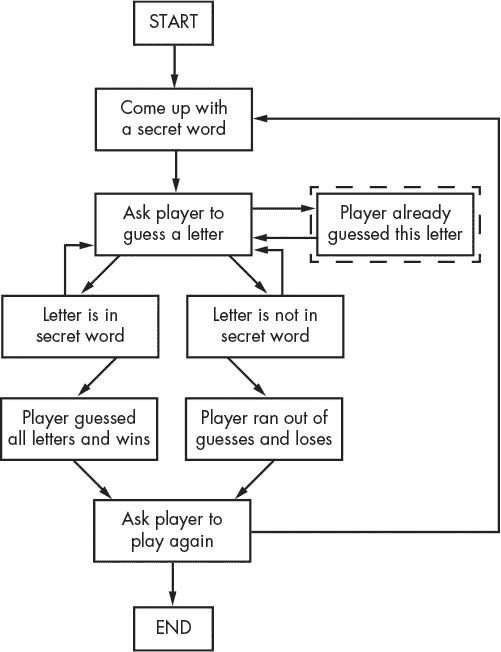 START
Come up with
a secret word
Ask player to
guess a letter
Player already
guessed this letter
Letter is in
secret word
Letter is not in
secret word
Player guessed
all letters and wins
Player ran out of
guesses and loses
Ask player to
play again
END